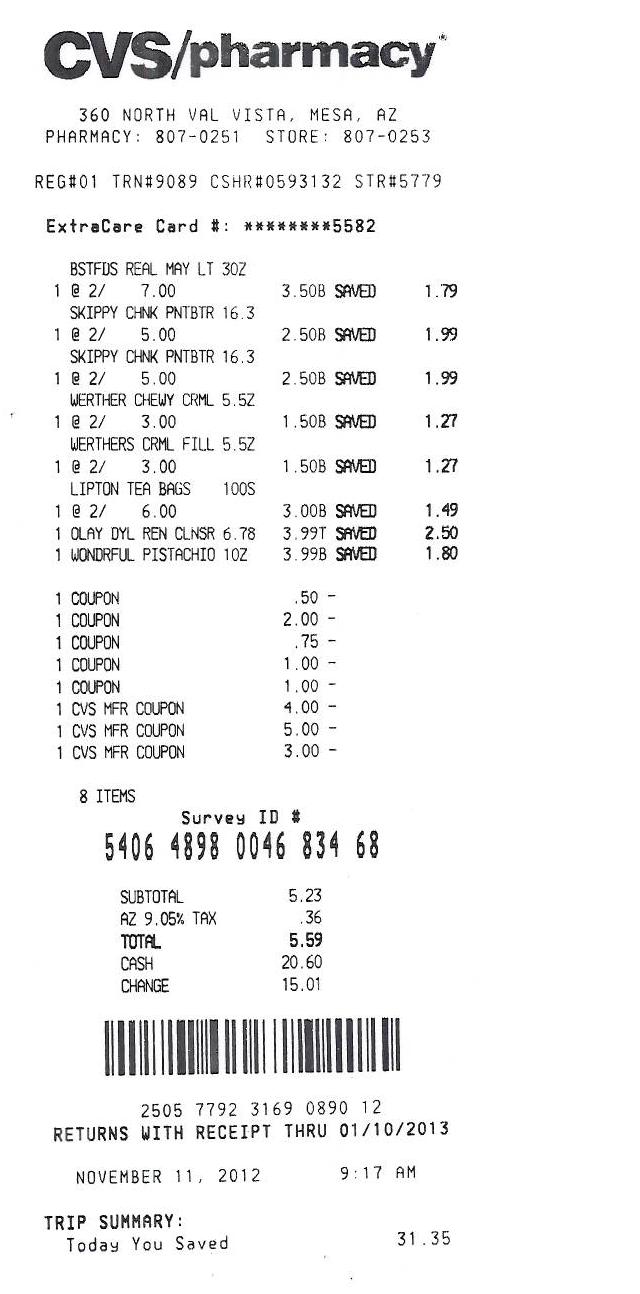 CVS/pharmacy
360 NORTH VAL VISTA, MESA, AZ
PHARMACY: 807-0251 STORE: 807-0253
REG#01 TRN#9089 CSHR#0593132 STR#5779
ExtraCare Card #: ********5582
BSTFDS REAL MAY LT 30Z
1 @ 2/ 7.00 3.50B SAVED 1.79
SKIPPY CHNK PNTBTR 16.3
1 @ 2/ 5.00 2.50B SAVED 1.99
SKIPPY CHNK PNTBTR 16.3
1 @ 2/ 5.00 2.50B SAVED 1.99
WERTHER CHEWY CRML 5.5Z
1 @ 2/ 3.00 1.50B SAVED 1.27
WERTHERS CRML FILL 5.5Z
1 @ 2/ 3.00 1.50B SAVED 1.27
LIPTON TEA BAGS 100S
1 @ 2/ 6.00 3.00B SAVED 1.49
1 OLAY DYL REN CLNSR 6.78 3.99T SAVED 2.50
1 WONDRFUL PISTACHIO 10Z 3.99B SAVED 1.80
1 COUPON .50 -
1 COUPON 2.00 -
1 COUPON .75 -
1 COUPON 1.00 -
1 COUPON 1.00 -
1 CVS MFR COUPON 4.00 -
1 CVS MFR COUPON 5.00 -
1 CVS MFR COUPON 3.00 -
8 ITEMS
Survey ID #
5406 4898 0046 834 68
SUBTOTAL 5.23
AZ 9.05% TAX .36
TOTAL 5.59
CASH 20.60
CHANGE 15.01
2505 7792 3169 0890 12
RETURNS WITH RECEIPT THRU 01/10/2013
NOVEMBER 11, 2012 9:17 AM
TRIP SUMMARY:
Today You Saved 31.35